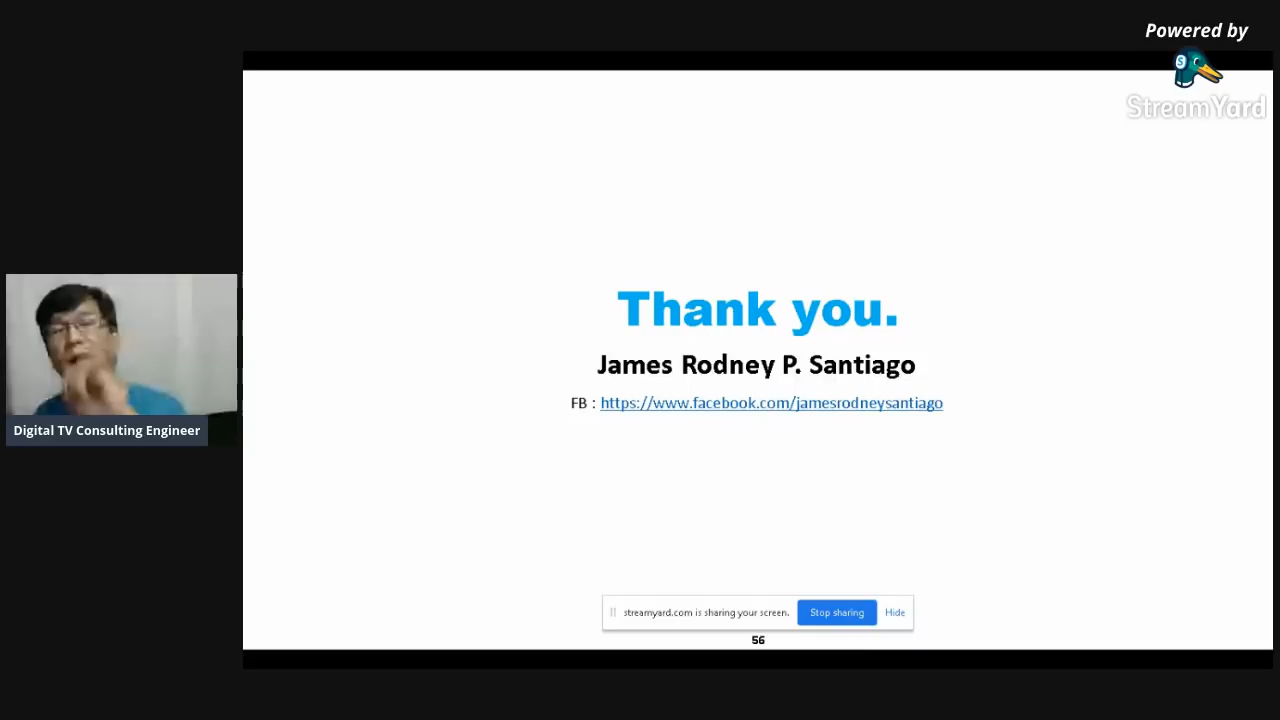 Powered by
S
StreamYard
Thank you.
James Rodney P. Santiago
FB : https://www.facebook.com/jamesrodneysantiago
Digital TV Consulting Engineer
streamyard.com is sharing your screen. Stop sharing Hide
56